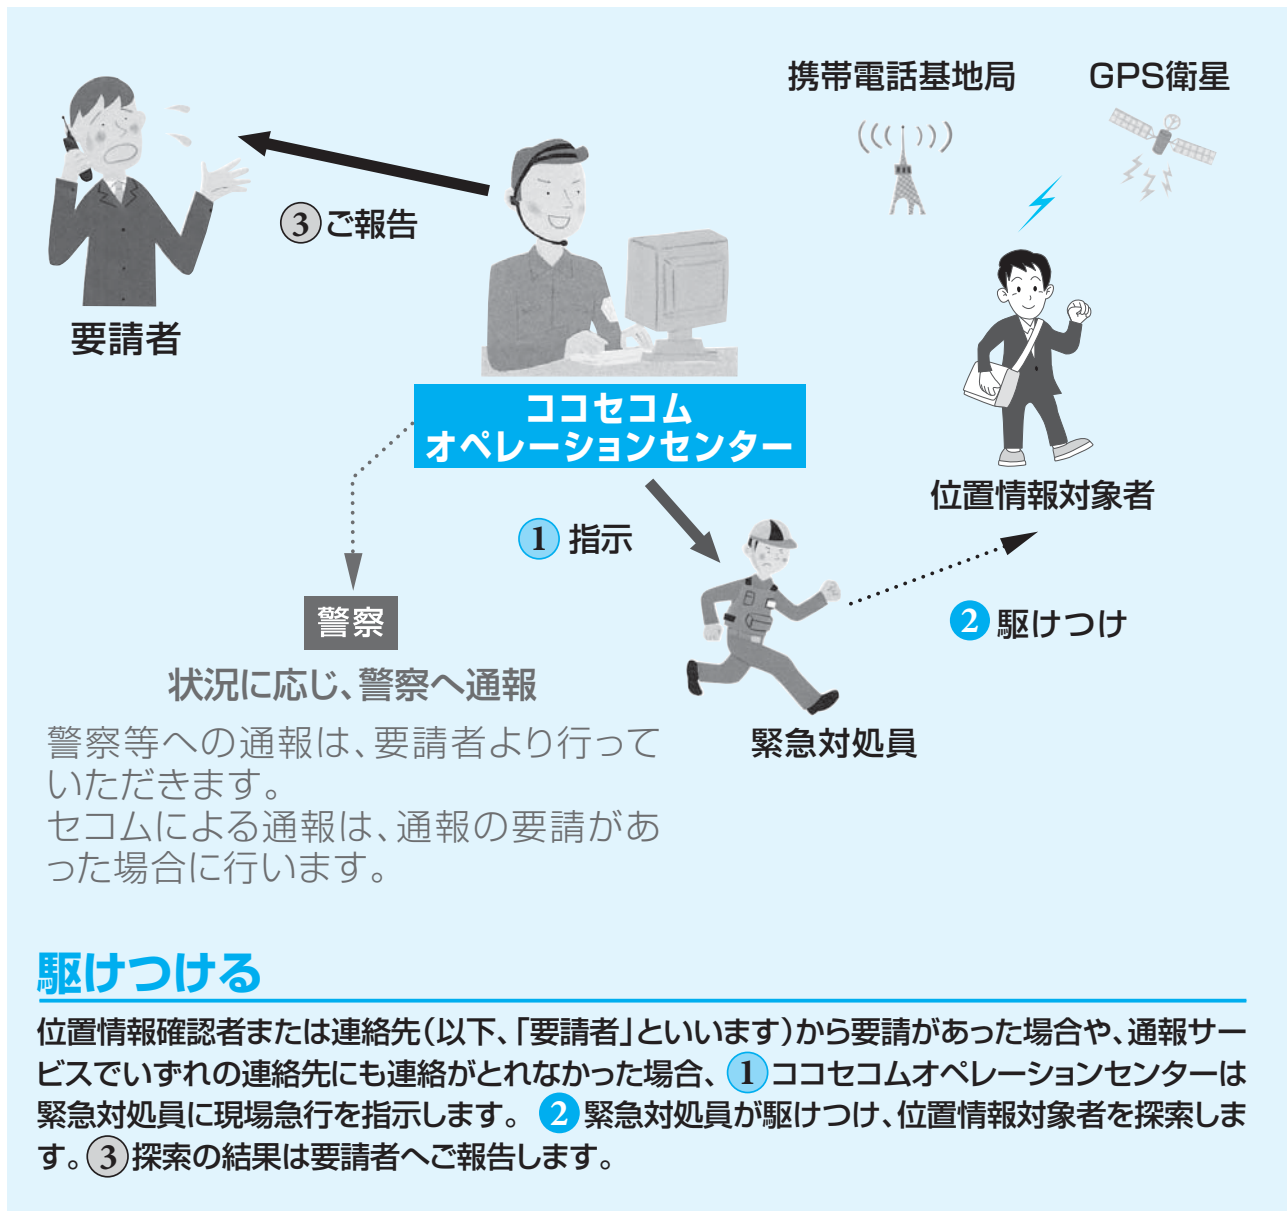 携帯電話基地局
GPS衛星
③ご報告
要請者
ココセコム
オペレーションセンター
位置情報対象者
① 指示
警察
② 駆けつけ
状況に応じ、警察へ通報
緊急対処員
警察等への通報は、要請者より行って
いただきます。
セコムによる通報は、通報の要請があ
った場合に行います。
駆けつける
位置情報確認者または連絡先(以下、「要請者」といいます)から要請があった場合や、通報サー
ビスでいずれの連絡先にも連絡がとれなかった場合、①ココセコムオペレーションセンターは
緊急対処員に現場急行を指示します。②緊急対処員が駆けつけ、位置情報対象者を探索しま
す。③探索の結果は要請者へご報告します。